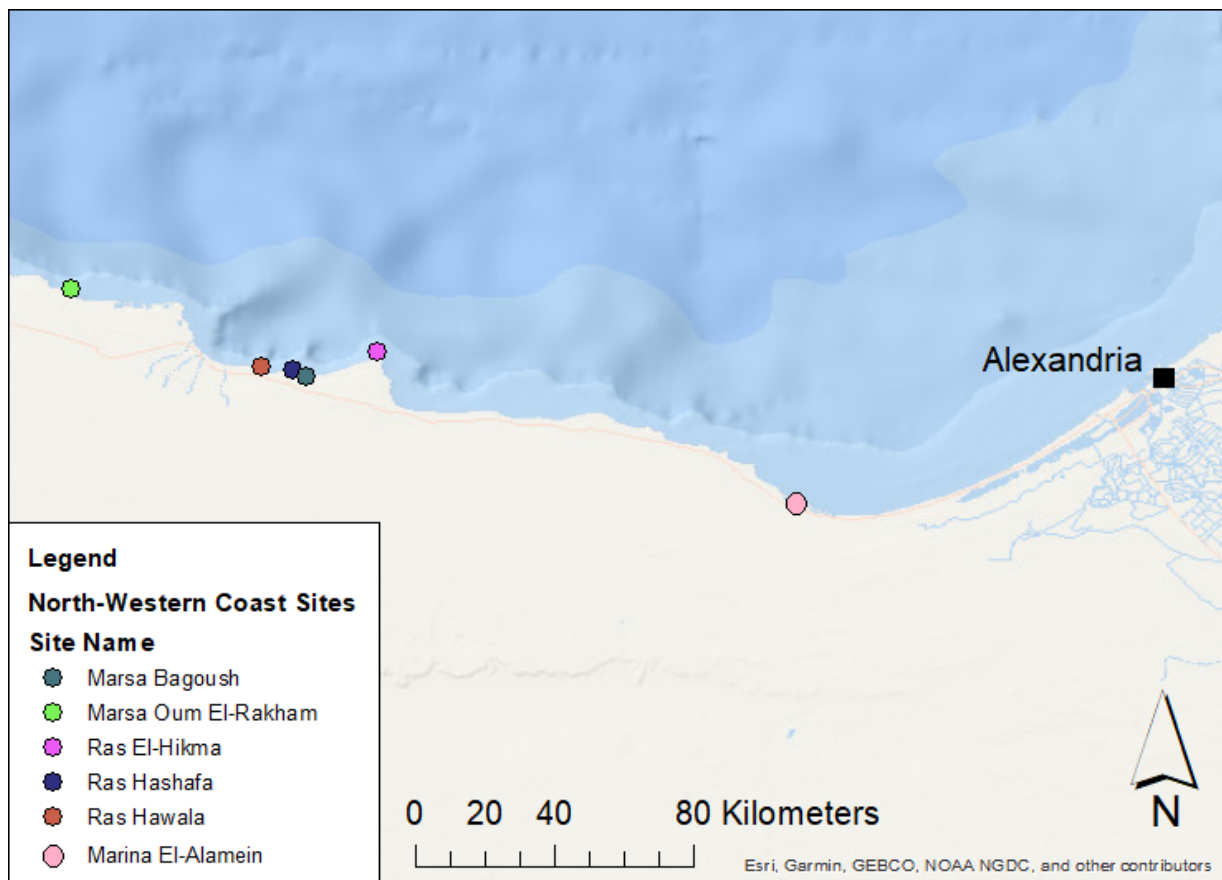 Alexandria
Legend
North-Western Coast Sites
Site Name
Marsa Bagoush
Marsa Oum El-Rakham
Ras El-Hikma
Ras Hashafa
Ras Hawala
Marina El-Alamein
0 20 40 80 Kilometers
N
Esri, Garmin, GEBCO, NOAA NGDC, and other contributors